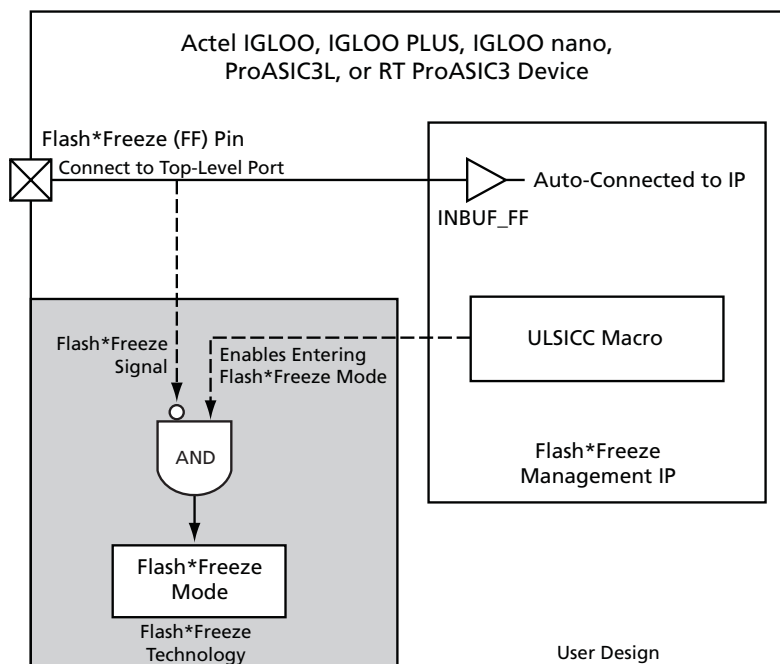 Actel IGLOO, IGLOO PLUS, IGLOO nano,
ProASIC3L, or RT ProASIC3 Device
Flash*Freeze (FF) Pin
Connect to Top-Level Port
Auto-Connected to IP
INBUF_FF
ULSICC Macro
Flash*Freeze
Signal
Enables Entering
Flash*Freeze Mode
AND
Flash*Freeze
Management IP
Flash*Freeze
Mode
Flash*Freeze
Technology
User Design